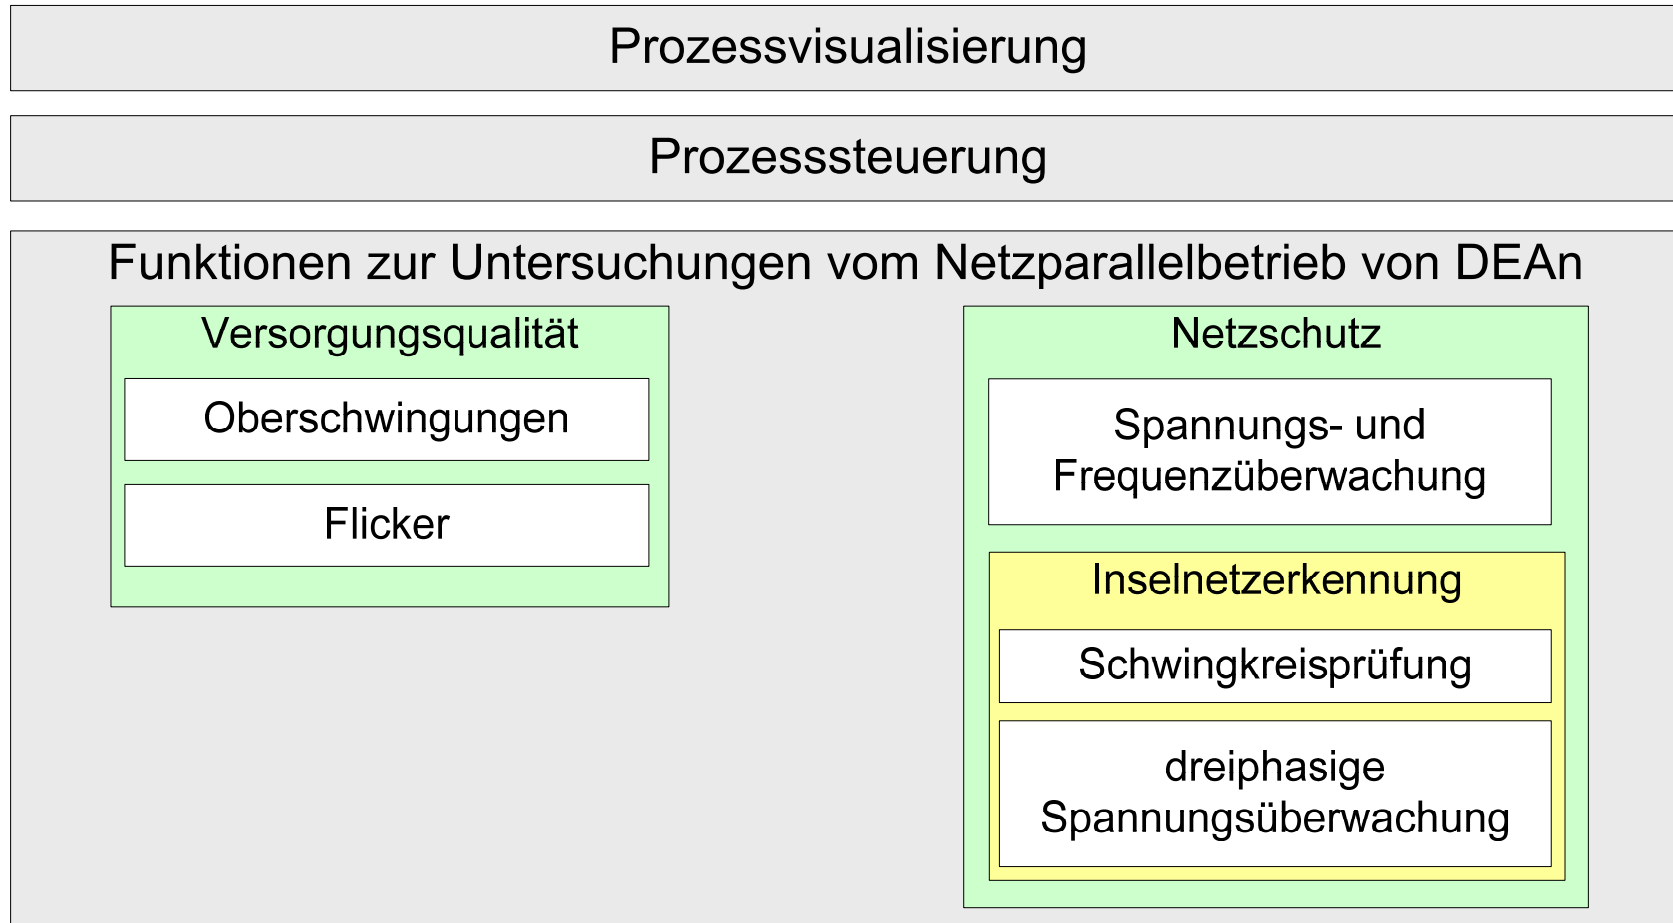 Prozessvisualisierung
Prozesssteuerung
Funktionen zur Untersuchungen vom Netzparallelbetrieb von DEAn
Versorgungsqualität
Oberschwingungen
Flicker
Netzschutz
Spannungs- und
Frequenzüberwachung
Inselnetzerkennung
Schwingkreisprüfung
dreiphasige
Spannungsüberwachung